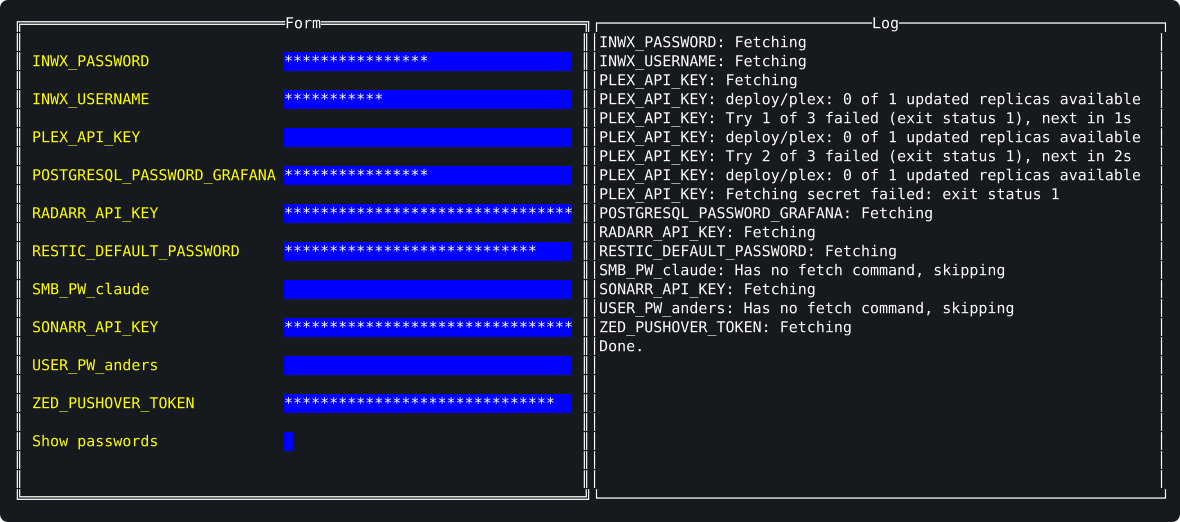 Form
INWX_PASSWORD ****************
INWX_USERNAME ***********
PLEX_API_KEY
POSTGRESQL_PASSWORD_GRAFANA ****************
RADARR_API_KEY ********************************
RESTIC_DEFAULT_PASSWORD ****************************
SMB_PW_claude
SONARR_API_KEY ********************************
USER_PW_anders
ZED_PUSHOVER_TOKEN ******************************
Show passwords
Log
INWX_PASSWORD: Fetching
INWX_USERNAME: Fetching
PLEX_API_KEY: Fetching
PLEX_API_KEY: deploy/plex: 0 of 1 updated replicas available
PLEX_API_KEY: Try 1 of 3 failed (exit status 1), next in 1s
PLEX_API_KEY: deploy/plex: 0 of 1 updated replicas available
PLEX_API_KEY: Try 2 of 3 failed (exit status 1), next in 2s
PLEX_API_KEY: deploy/plex: 0 of 1 updated replicas available
PLEX_API_KEY: Fetching secret failed: exit status 1
POSTGRESQL_PASSWORD_GRAFANA: Fetching
RADARR_API_KEY: Fetching
RESTIC_DEFAULT_PASSWORD: Fetching
SMB_PW_claude: Has no fetch command, skipping
SONARR_API_KEY: Fetching
USER_PW_anders: Has no fetch command, skipping
ZED_PUSHOVER_TOKEN: Fetching
Done.